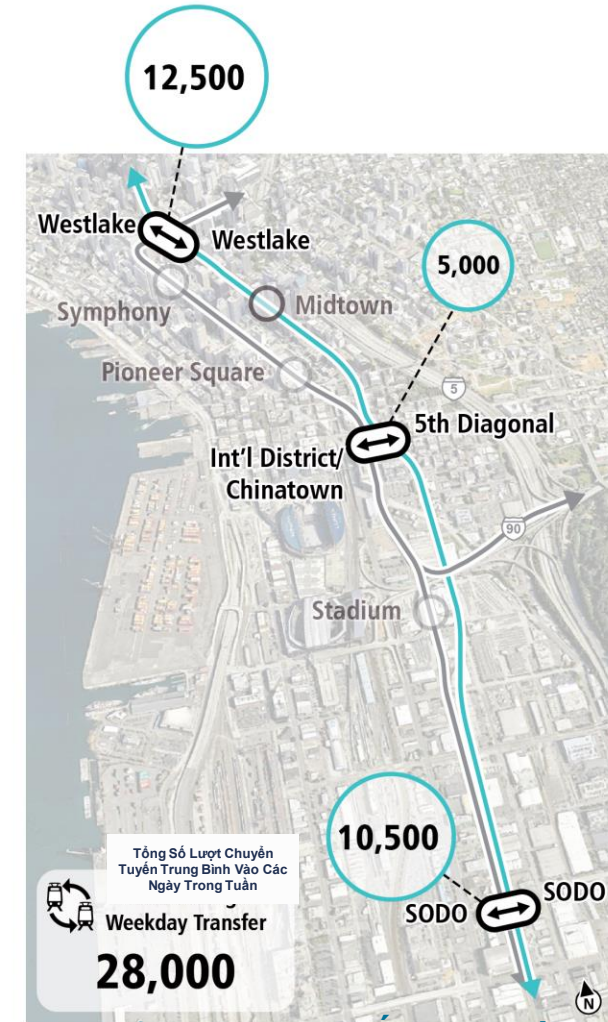 12,500
Westlake
Westlake
5,000
Symphony
Midtown
Pioneer Square
5
5th Diagonal
Int'l District/
Chinatown
90
Stadium
10,500
SODO
SODO
Tổng Số Lượt Chuyển
Tuyến Trung Bình Vào Các
Ngày Trong Tuần
Weekday Transfer
28,000
N